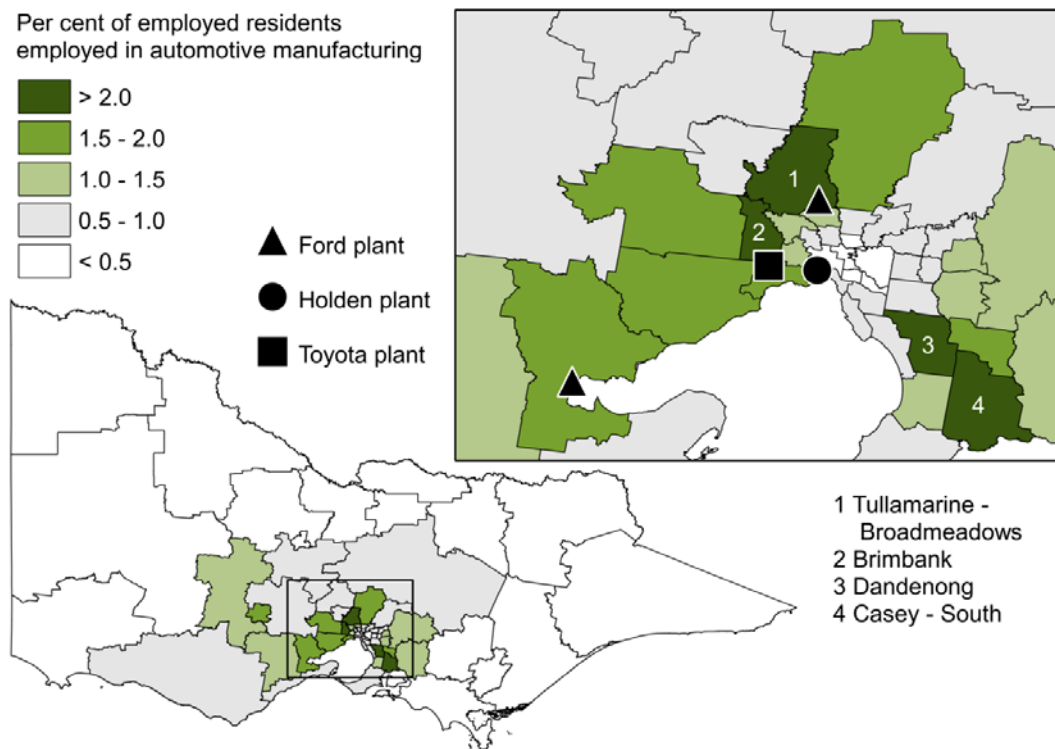 Per cent of employed residents
employed in automotive manufacturing
> 2.0
1.5 - 2.0
1.0 - 1.5
0.5 - 1.0
< 0.5
Ford plant
Holden plant
Toyota plant
1
2
3
4
1 Tullamarine -
Broadmeadows
2 Brimbank
3 Dandenong
4 Casey - South